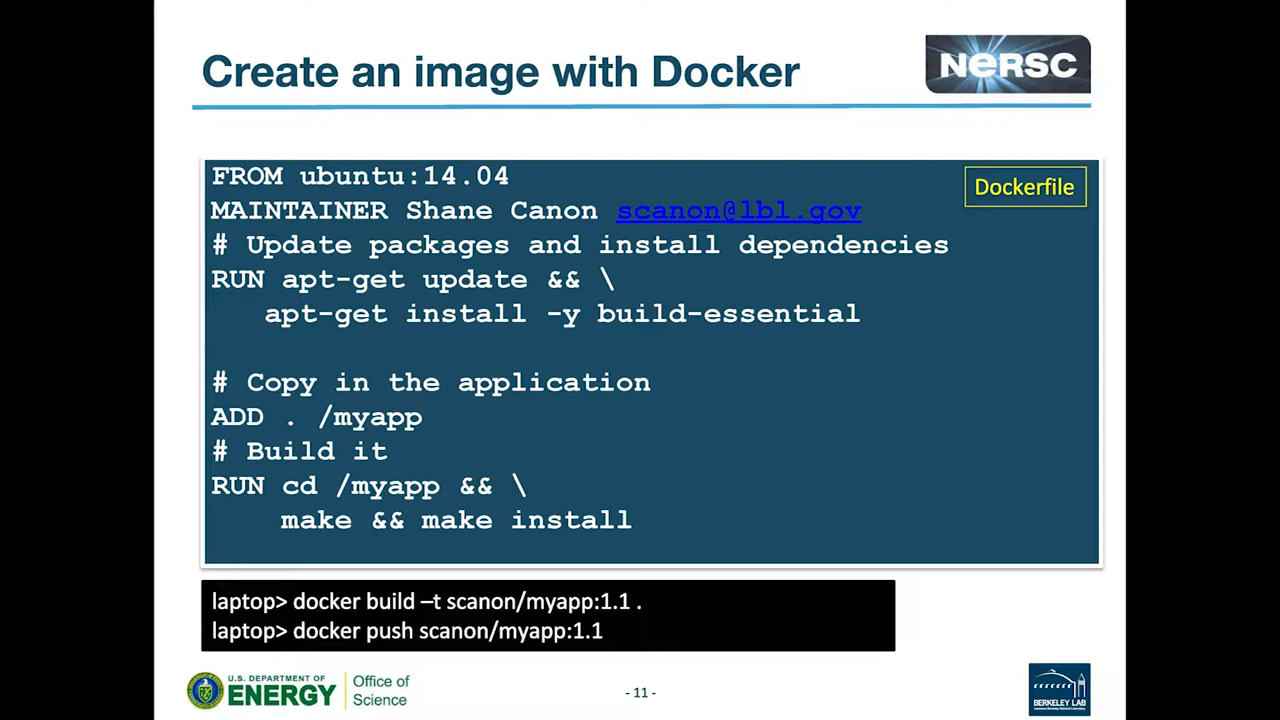 Create an image with Docker
NERSC
Dockerfile
FROM ubuntu:14.04
MAINTAINER Shane Canon scanon@lbl.gov
# Update packages and install dependencies
RUN apt-get update && \
apt-get install -y build-essential
# Copy in the application
ADD . /myapp
# Build it
RUN cd /myapp && \
make && make install
laptop> docker build –t scanon/myapp:1.1 .
laptop> docker push scanon/myapp:1.1
U.S. DEPARTMENT OF
ENERGY
Office of
Science
- 11 -
BERKELEY LAB